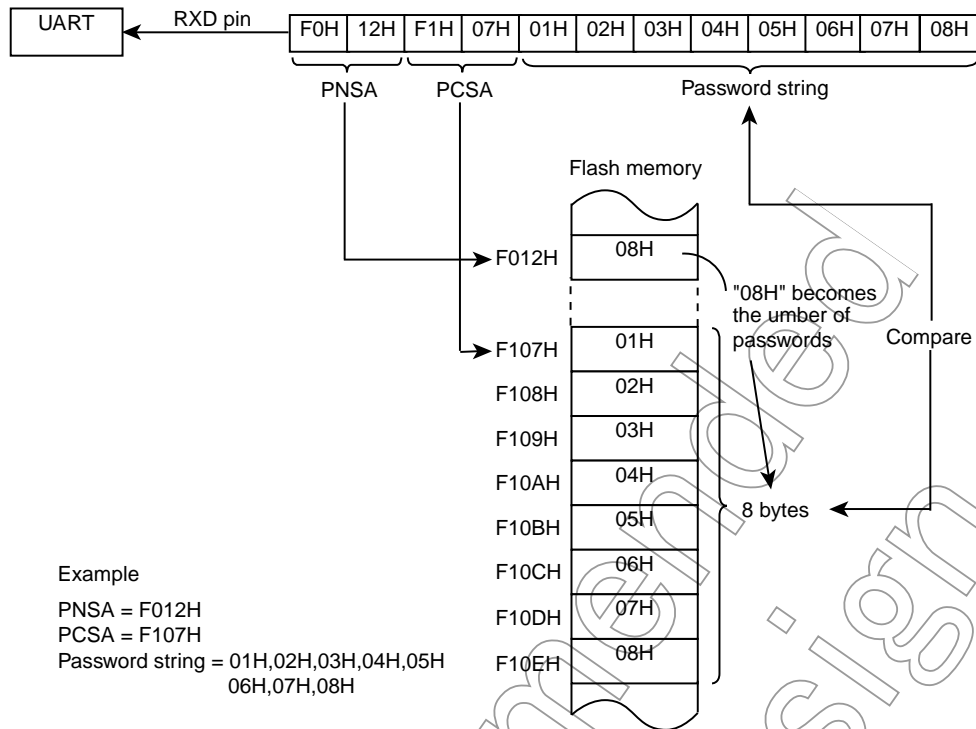 UART
RXD pin
F0H 12H F1H 07H 01H 02H 03H 04H 05H 06H 07H 08H
PNSA PCSA Password string
Flash memory
F012H 08H
"08H" becomes
the umber of
passwords
Compare
F107H 01H
F108H 02H
F109H 03H
F10AH 04H
8 bytes
F10BH 05H
F10CH 06H
F10DH 07H
F10EH 08H
Example
PNSA = F012H
PCSA = F107H
Password string = 01H,02H,03H,04H,05H
06H,07H,08H
mended
sign